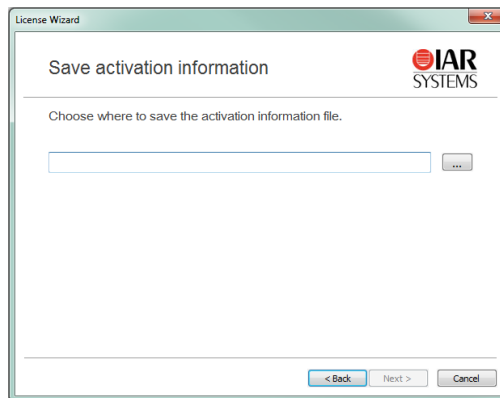 License Wizard
Save activation information
IAR
SYSTEMS
Choose where to save the activation information file.
...
< Back
Next >
Cancel